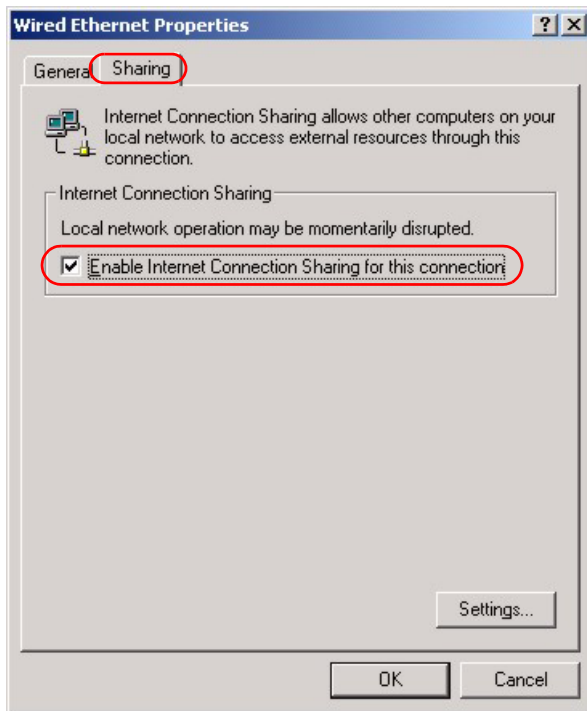 Wired Ethernet Properties
General
Sharing
Internet Connection Sharing allows other computers on your
local network to access external resources through this
connection.
Internet Connection Sharing
Local network operation may be momentarily disrupted.
Enable Internet Connection Sharing for this connection
Settings...
OK
Cancel